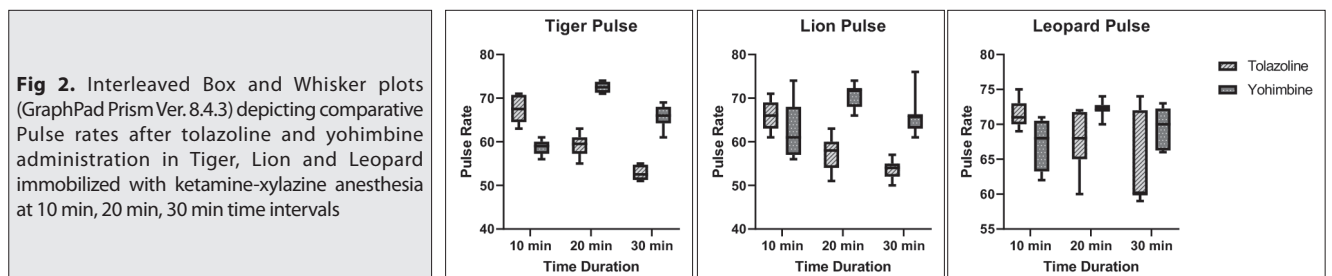 Fig 2. Interleaved Box and Whisker plots
(GraphPad Prism Ver. 8.4.3) depicting comparative
Pulse rates after tolazoline and yohimbine
administration in Tiger, Lion and Leopard
immobilized with ketamine-xylazine anesthesia
at 10 min, 20 min, 30 min time intervals
Tiger Pulse
Pulse Rate
80
70
60
50
40
10 min 20 min 30 min
Time Duration
Lion Pulse
Pulse Rate
80
70
60
50
40
10 min 20 min 30 min
Time Duration
Leopard Pulse
Pulse Rate
80
75
70
65
60
55
10 min 20 min 30 min
Time Duration
Tolazoline
Yohimbine